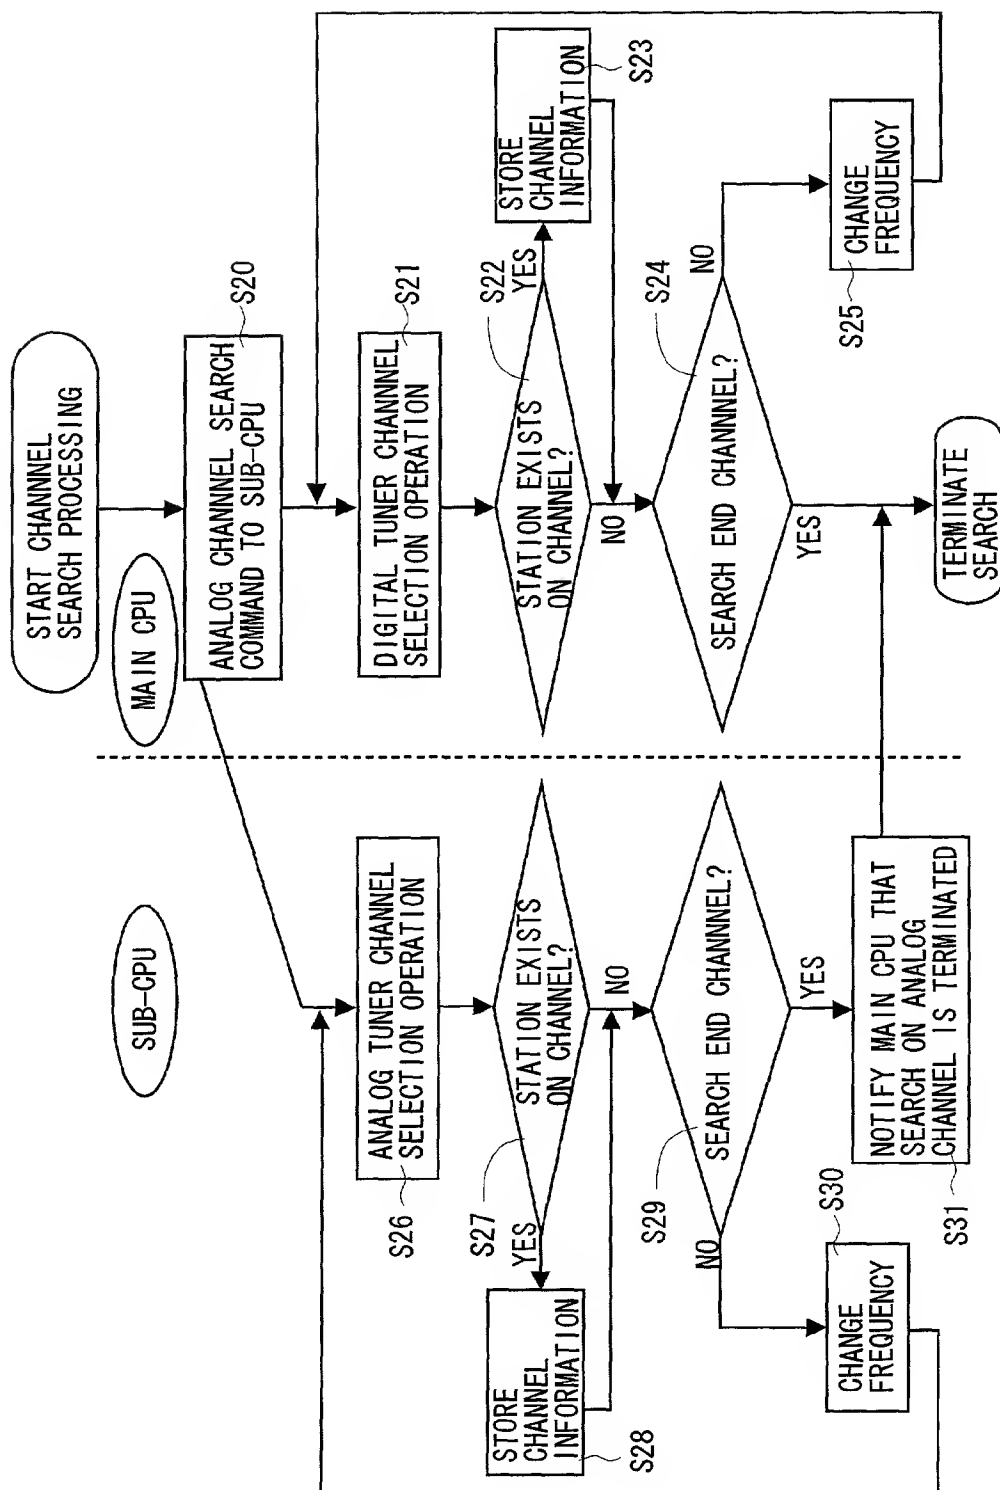 START CHANNNEL
SEARCH PROCESSING
MAIN CPU
SUB-CPU
ANALOG CHANNEL SEARCH
COMMAND TO SUB-CPU
S20
DIGITAL TUNER CHANNNEL
SELECTION OPERATION
S21
STATION EXISTS
ON CHANNEL?
S22
YES
NO
STORE
CHANNEL
INFORMATION
S23
SEARCH END CHANNNEL?
S24
NO
YES
CHANGE
FREQUENCY
S25
TERMINATE
SEARCH
ANALOG TUNER CHANNEL
SELECTION OPERATION
S26
STATION EXISTS
ON CHANNEL?
S27
YES
NO
STORE
CHANNEL
INFORMATION
S28
SEARCH END CHANNNEL?
S29
NO
YES
CHANGE
FREQUENCY
S30
NOTIFY MAIN CPU THAT
SEARCH ON ANALOG
CHANNEL IS TERMINATED
S31